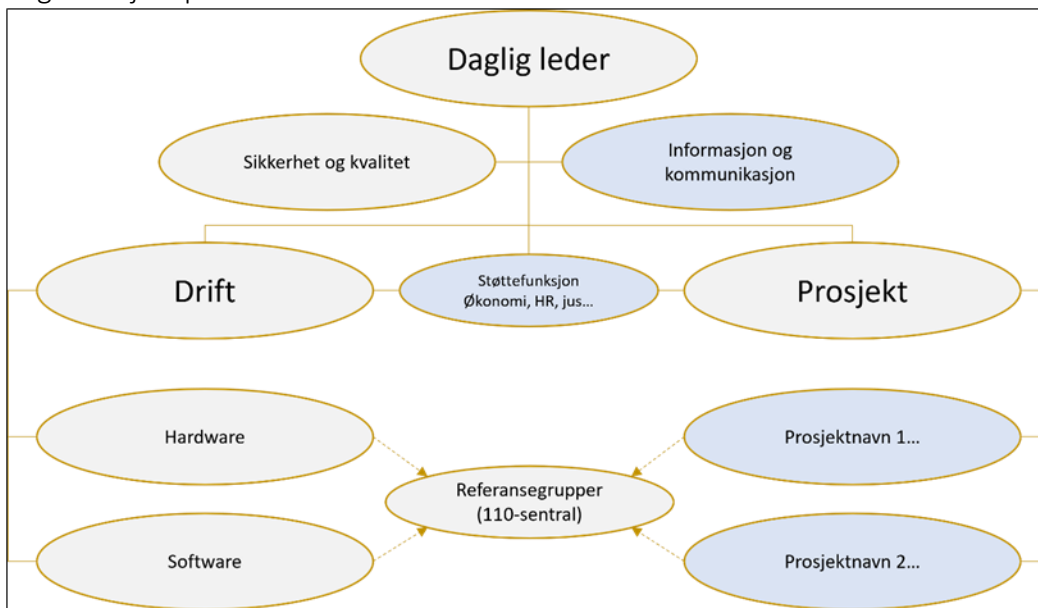 Daglig leder
Sikkerhet og kvalitet
Informasjon og
kommunikasjon
Drift
Støttefunksjon
Økonomi, HR, jus...
Prosjekt
Hardware
Prosjektnavn 1...
Referansegrupper
(110-sentral)
Software
Prosjektnavn 2...